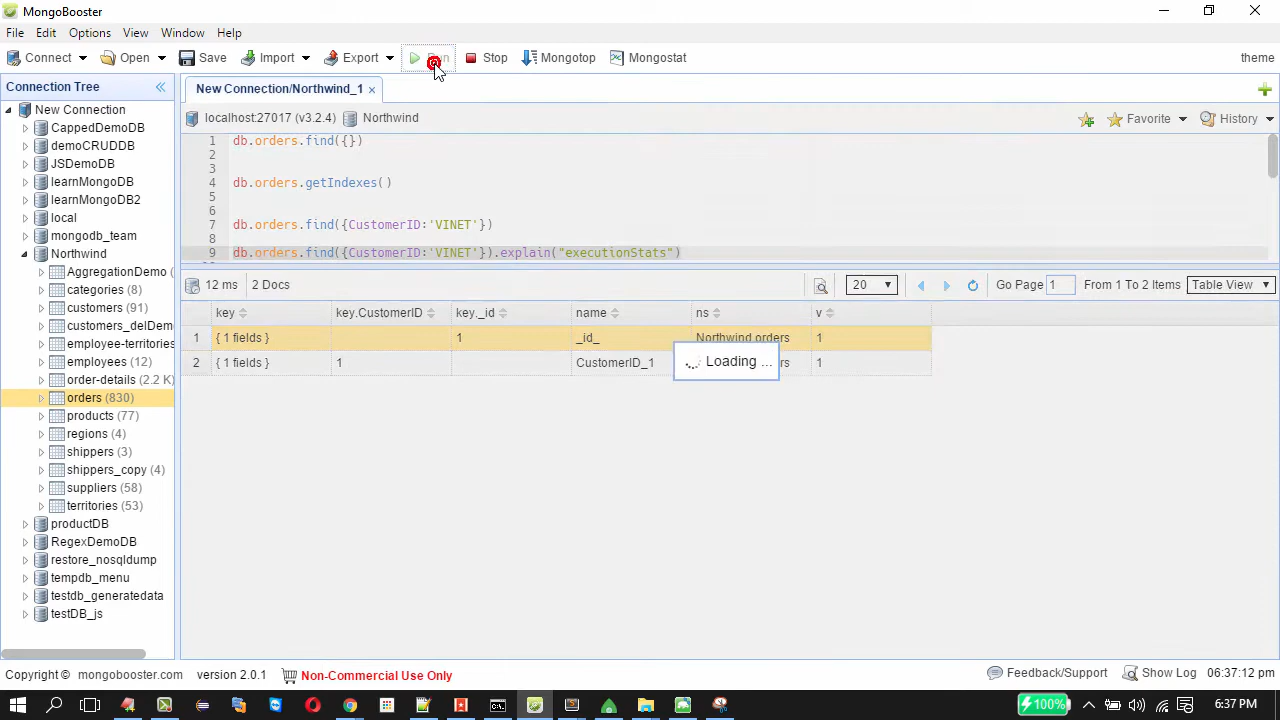 MongoBooster
File Edit Options View Window Help
Connect Open Save Import Export Stop Mongotop Mongostat theme
Connection Tree
New Connection/Northwind_1 ×
New Connection
localhost:27017 (v3.2.4) Northwind Favorite History
CappedDemoDB
demoCRUDDB
JSDemoDB
learnMongoDB
learnMongoDB2
local
mongodb_team
Northwind
AggregationDemo (
categories (8)
customers (91)
customers_delDem
employee-territories
employees (12)
order-details (2.2 K)
orders (830)
products (77)
regions (4)
shippers (3)
shippers_copy (4)
suppliers (58)
territories (53)
productDB
RegexDemoDB
restore_nosqldump
tempdb_menu
testdb_generatedata
testDB_js
1 db.orders.find({})
2
3
4 db.orders.getIndexes()
5
6
7 db.orders.find({CustomerID:'VINET'})
8
9 db.orders.find({CustomerID:'VINET'}).explain("executionStats")
12 ms 2 Docs 20 Go Page 1 From 1 To 2 Items Table View
key key.CustomerID key._id name ns v
1 { 1 fields } 1 _id_ Northwind.orders 1
2 { 1 fields } 1 CustomerID_1 rs 1
Loading ...
Copyright © mongobooster.com version 2.0.1 Non-Commercial Use Only Feedback/Support Show Log 06:37:12 pm
100% 6:37 PM